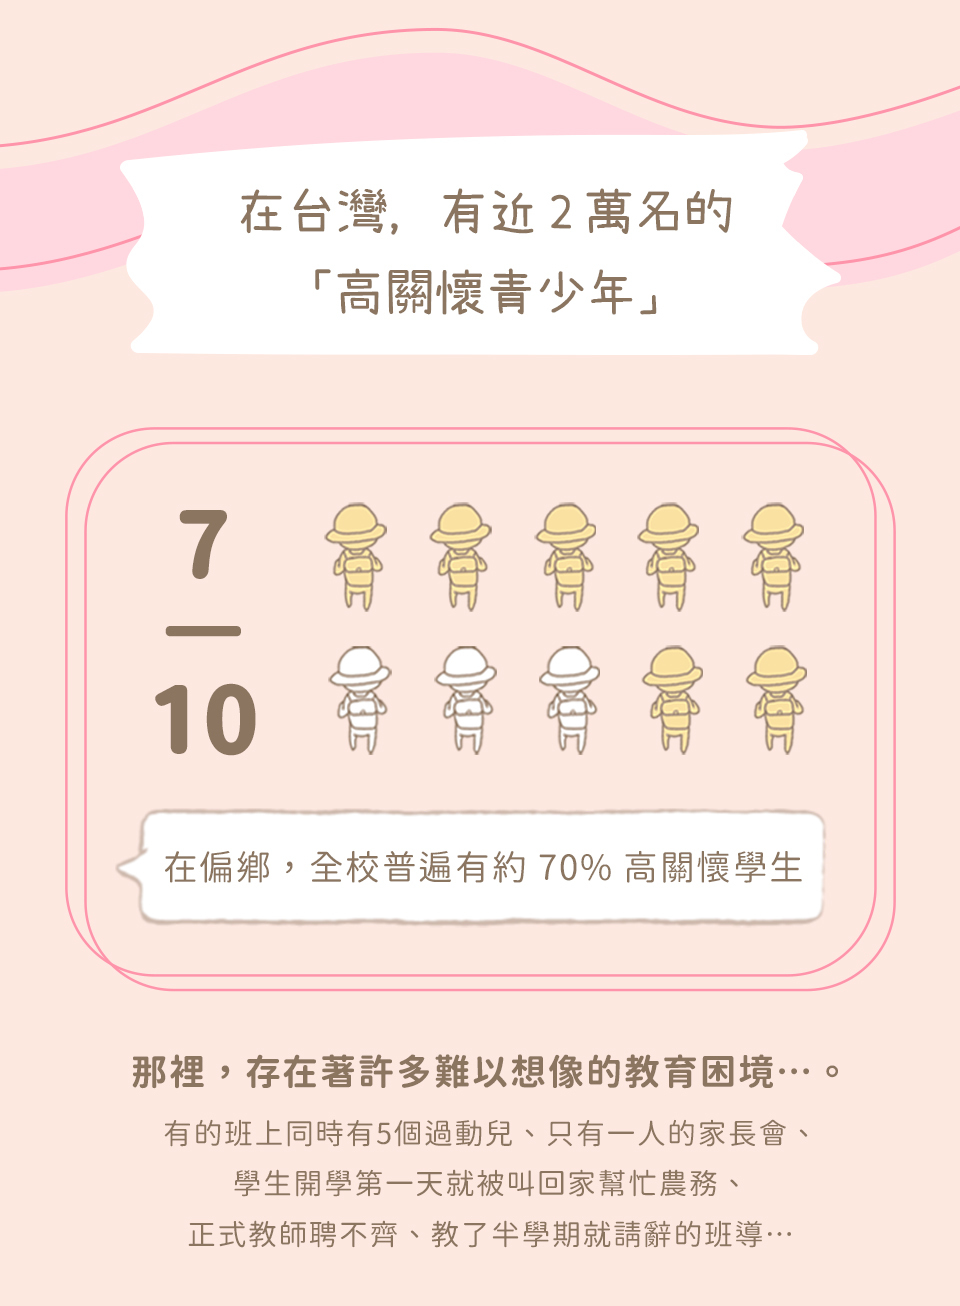 在台灣，有近2萬名的
「高關懷青少年」
7
10
在偏鄉，全校普遍有約 70% 高關懷學生
那裡，存在著許多難以想像的教育困境⋯。
有的班上同時有5個過動兒、只有一人的家長會、
學生開學第一天就被叫回家幫忙農務、
正式教師聘不齊、教了半學期就請辭的班導⋯